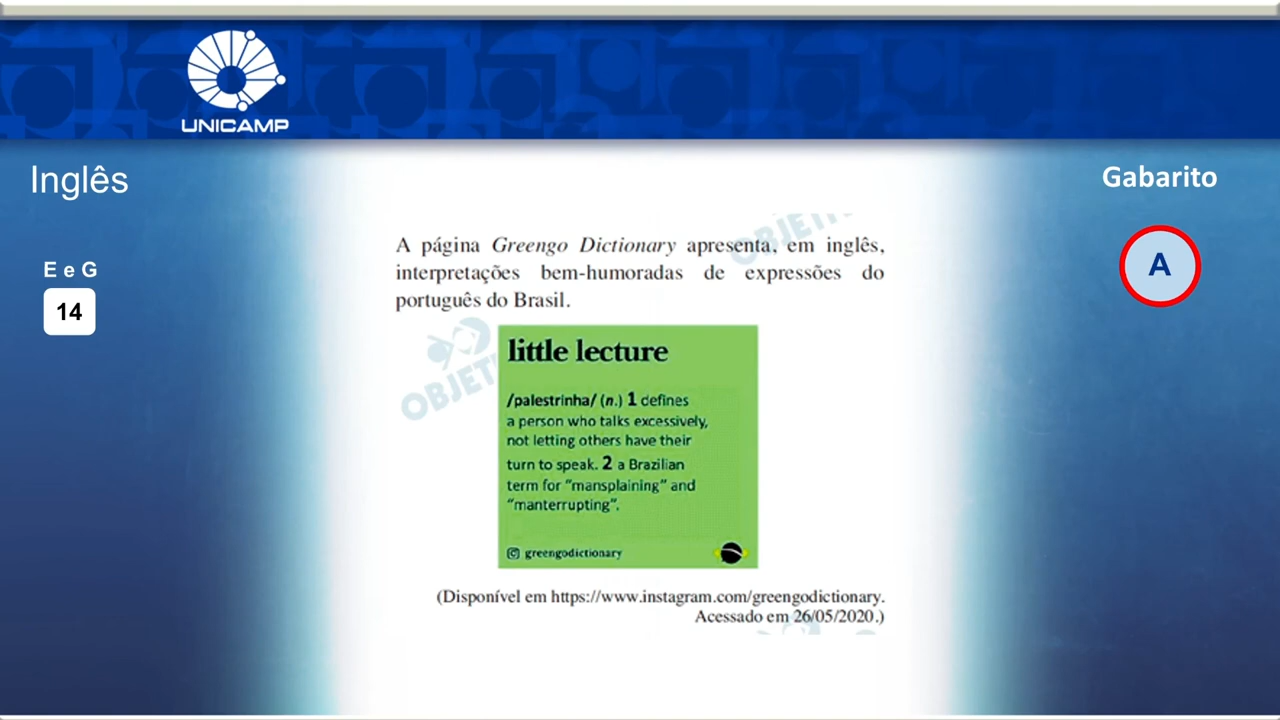 UNICAMP
Inglês
Gabarito
A
E e G
14
A página Greengo Dictionary apresenta, em inglês,
interpretações bem-humoradas de expressões do
português do Brasil.
little lecture
/palestrinha/ (n.) 1 defines
a person who talks excessively,
not letting others have their
turn to speak. 2 a Brazilian
term for “mansplaining” and
“manterrupting”.
greengodictionary
(Disponível em https://www.instagram.com/greengodictionary.
Acessado em 26/05/2020.)